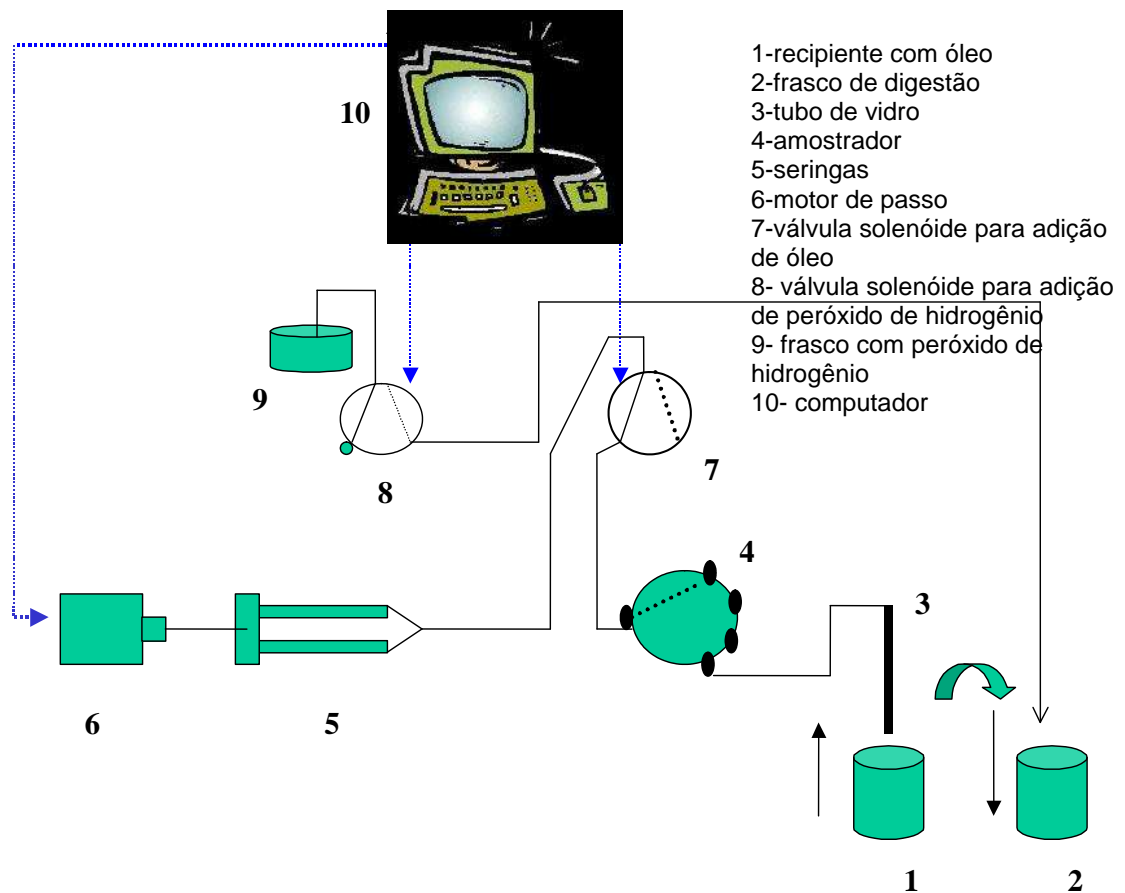 10
1-recipiente com óleo
2-frasco de digestão
3-tubo de vidro
4-amostrador
5-seringas
6-motor de passo
7-válvula solenóide para adição
de óleo
8- válvula solenóide para adição
de peróxido de hidrogênio
9- frasco com peróxido de
hidrogênio
10- computador
9
8
7
4
3
6
5
1
2